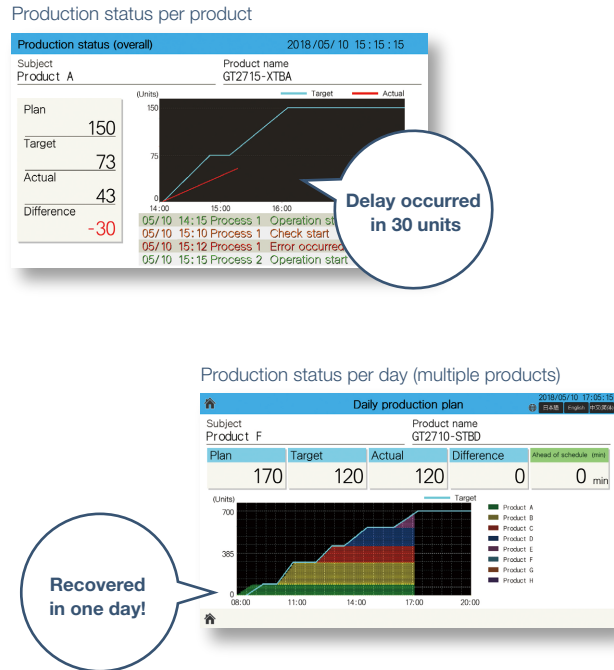 Production status per product
Production status (overall) 2018/05/10 15:15:15
Subject Product name
Product A GT2715-XTBA
(Units) Target Actual
Plan
150
Target
73
Actual
43
Difference
-30
150
75
0
14:00 15:00 16:00
05/10 14:15 Process 1 Operation st
05/10 15:10 Process 1 Check start
05/10 15:12 Process 1 Error occurred
05/10 15:15 Process 2 Operation start
Delay occurred
in 30 units
Production status per day (multiple products)
Daily production plan 2018/05/10 17:05:15
日本語 English 中文(简体)
Subject Product name
Product F GT2710-STBD
Plan Target Actual Difference Ahead of schedule (min)
170 120 120 0 0 min
(Units) Target
700
385
0
08:00 11:00 14:00 17:00 20:00
Product A
Product B
Product C
Product D
Product E
Product F
Product G
Product H
Recovered
in one day!